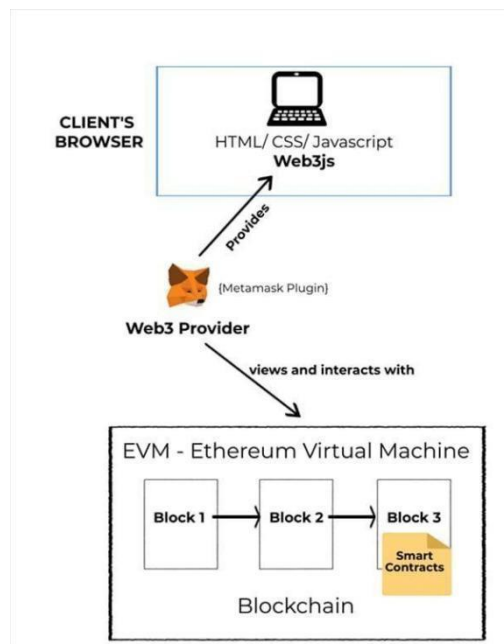 CLIENT'S
BROWSER
HTML/ CSS/ Javascript
Web3js
Provides
{Metamask Plugin}
Web3 Provider
views and interacts with
EVM - Ethereum Virtual Machine
Block 1
Block 2
Block 3
Smart
Contracts
Blockchain